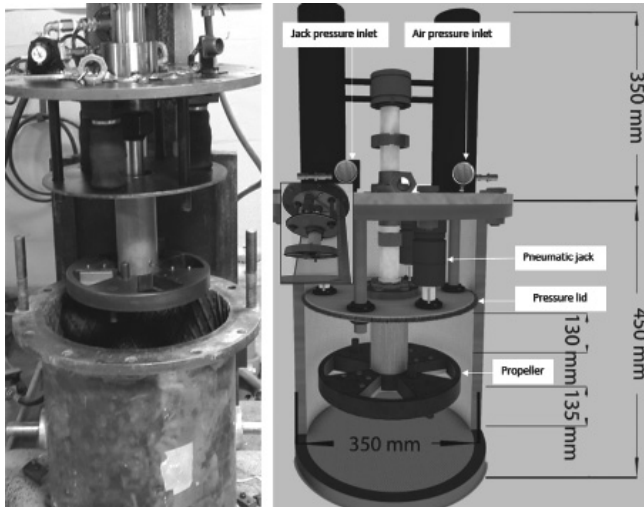 Jack pressure inlet
Air pressure inlet
350 mm
Pneumatic jack
Pressure lid
450 mm
130 mm
Propeller
135 mm
350 mm